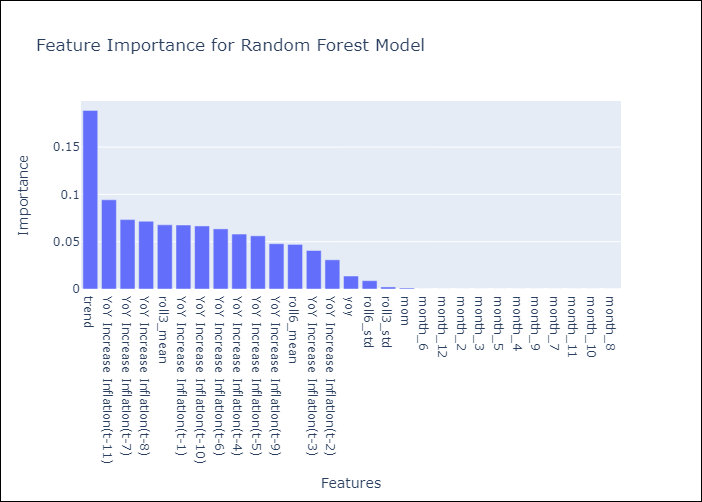 Feature Importance for Random Forest Model
Importance
0.15
0.1
0.05
0
trend
YoY Increase Inflation(t-11)
YoY Increase Inflation(t-7)
YoY Increase Inflation(t-8)
roll3_mean
YoY Increase Inflation(t-1)
YoY Increase Inflation(t-10)
YoY Increase Inflation(t-6)
YoY Increase Inflation(t-4)
YoY Increase Inflation(t-5)
YoY Increase Inflation(t-9)
roll6_mean
YoY Increase Inflation(t-3)
YoY Increase Inflation(t-2)
yoy
roll6_std
roll3_std
mom
month_6
month_12
month_2
month_3
month_5
month_4
month_9
month_7
month_11
month_10
month_8
Features